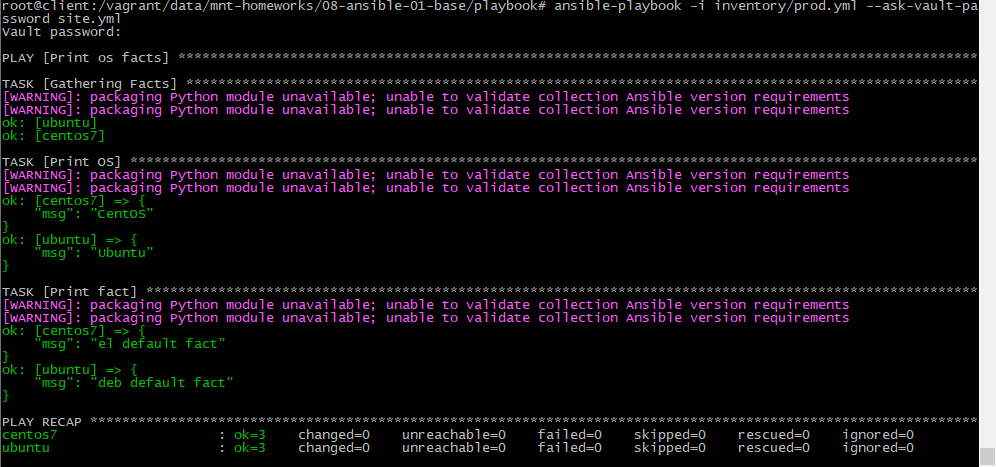 root@client:/vagrant/data/mnt-homeworks/08-ansible-01-base/playbook# ansible-playbook -i inventory/prod.yml --ask-vault-pa
ssword site.yml
Vault password:
PLAY [Print os facts] ****************************************************************************************************
TASK [Gathering Facts] ***************************************************************************************************
[WARNING]: packaging Python module unavailable; unable to validate collection Ansible version requirements
[WARNING]: packaging Python module unavailable; unable to validate collection Ansible version requirements
ok: [ubuntu]
ok: [centos7]
TASK [Print OS] **********************************************************************************************************
[WARNING]: packaging Python module unavailable; unable to validate collection Ansible version requirements
[WARNING]: packaging Python module unavailable; unable to validate collection Ansible version requirements
ok: [centos7] => {
    "msg": "CentOS"
}
ok: [ubuntu] => {
    "msg": "Ubuntu"
}
TASK [Print fact] ********************************************************************************************************
[WARNING]: packaging Python module unavailable; unable to validate collection Ansible version requirements
[WARNING]: packaging Python module unavailable; unable to validate collection Ansible version requirements
ok: [centos7] => {
    "msg": "el default fact"
}
ok: [ubuntu] => {
    "msg": "deb default fact"
}
PLAY RECAP ***************************************************************************************************************
centos7                    : ok=3    changed=0    unreachable=0    failed=0    skipped=0    rescued=0    ignored=0
ubuntu                     : ok=3    changed=0    unreachable=0    failed=0    skipped=0    rescued=0    ignored=0